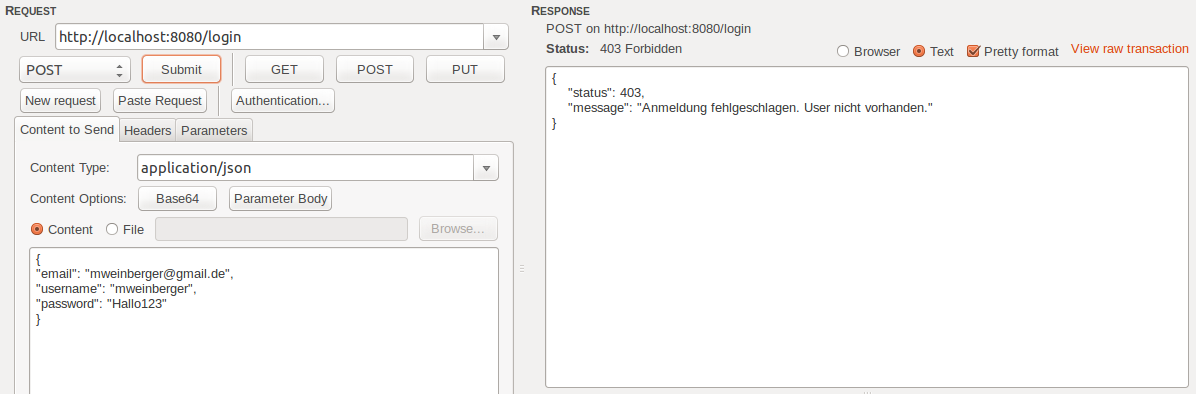 REQUEST
URL http://localhost:8080/login
POST Submit GET POST PUT
New request Paste Request Authentication...
Content to Send Headers Parameters
Content Type: application/json
Content Options: Base64 Parameter Body
Content File Browse...
{
"email": "mweinberger@gmail.de",
"username": "mweinberger",
"password": "Hallo123"
}
RESPONSE
POST on http://localhost:8080/login
Status: 403 Forbidden Browser Text Pretty format View raw transaction
{
"status": 403,
"message": "Anmeldung fehlgeschlagen. User nicht vorhanden."
}